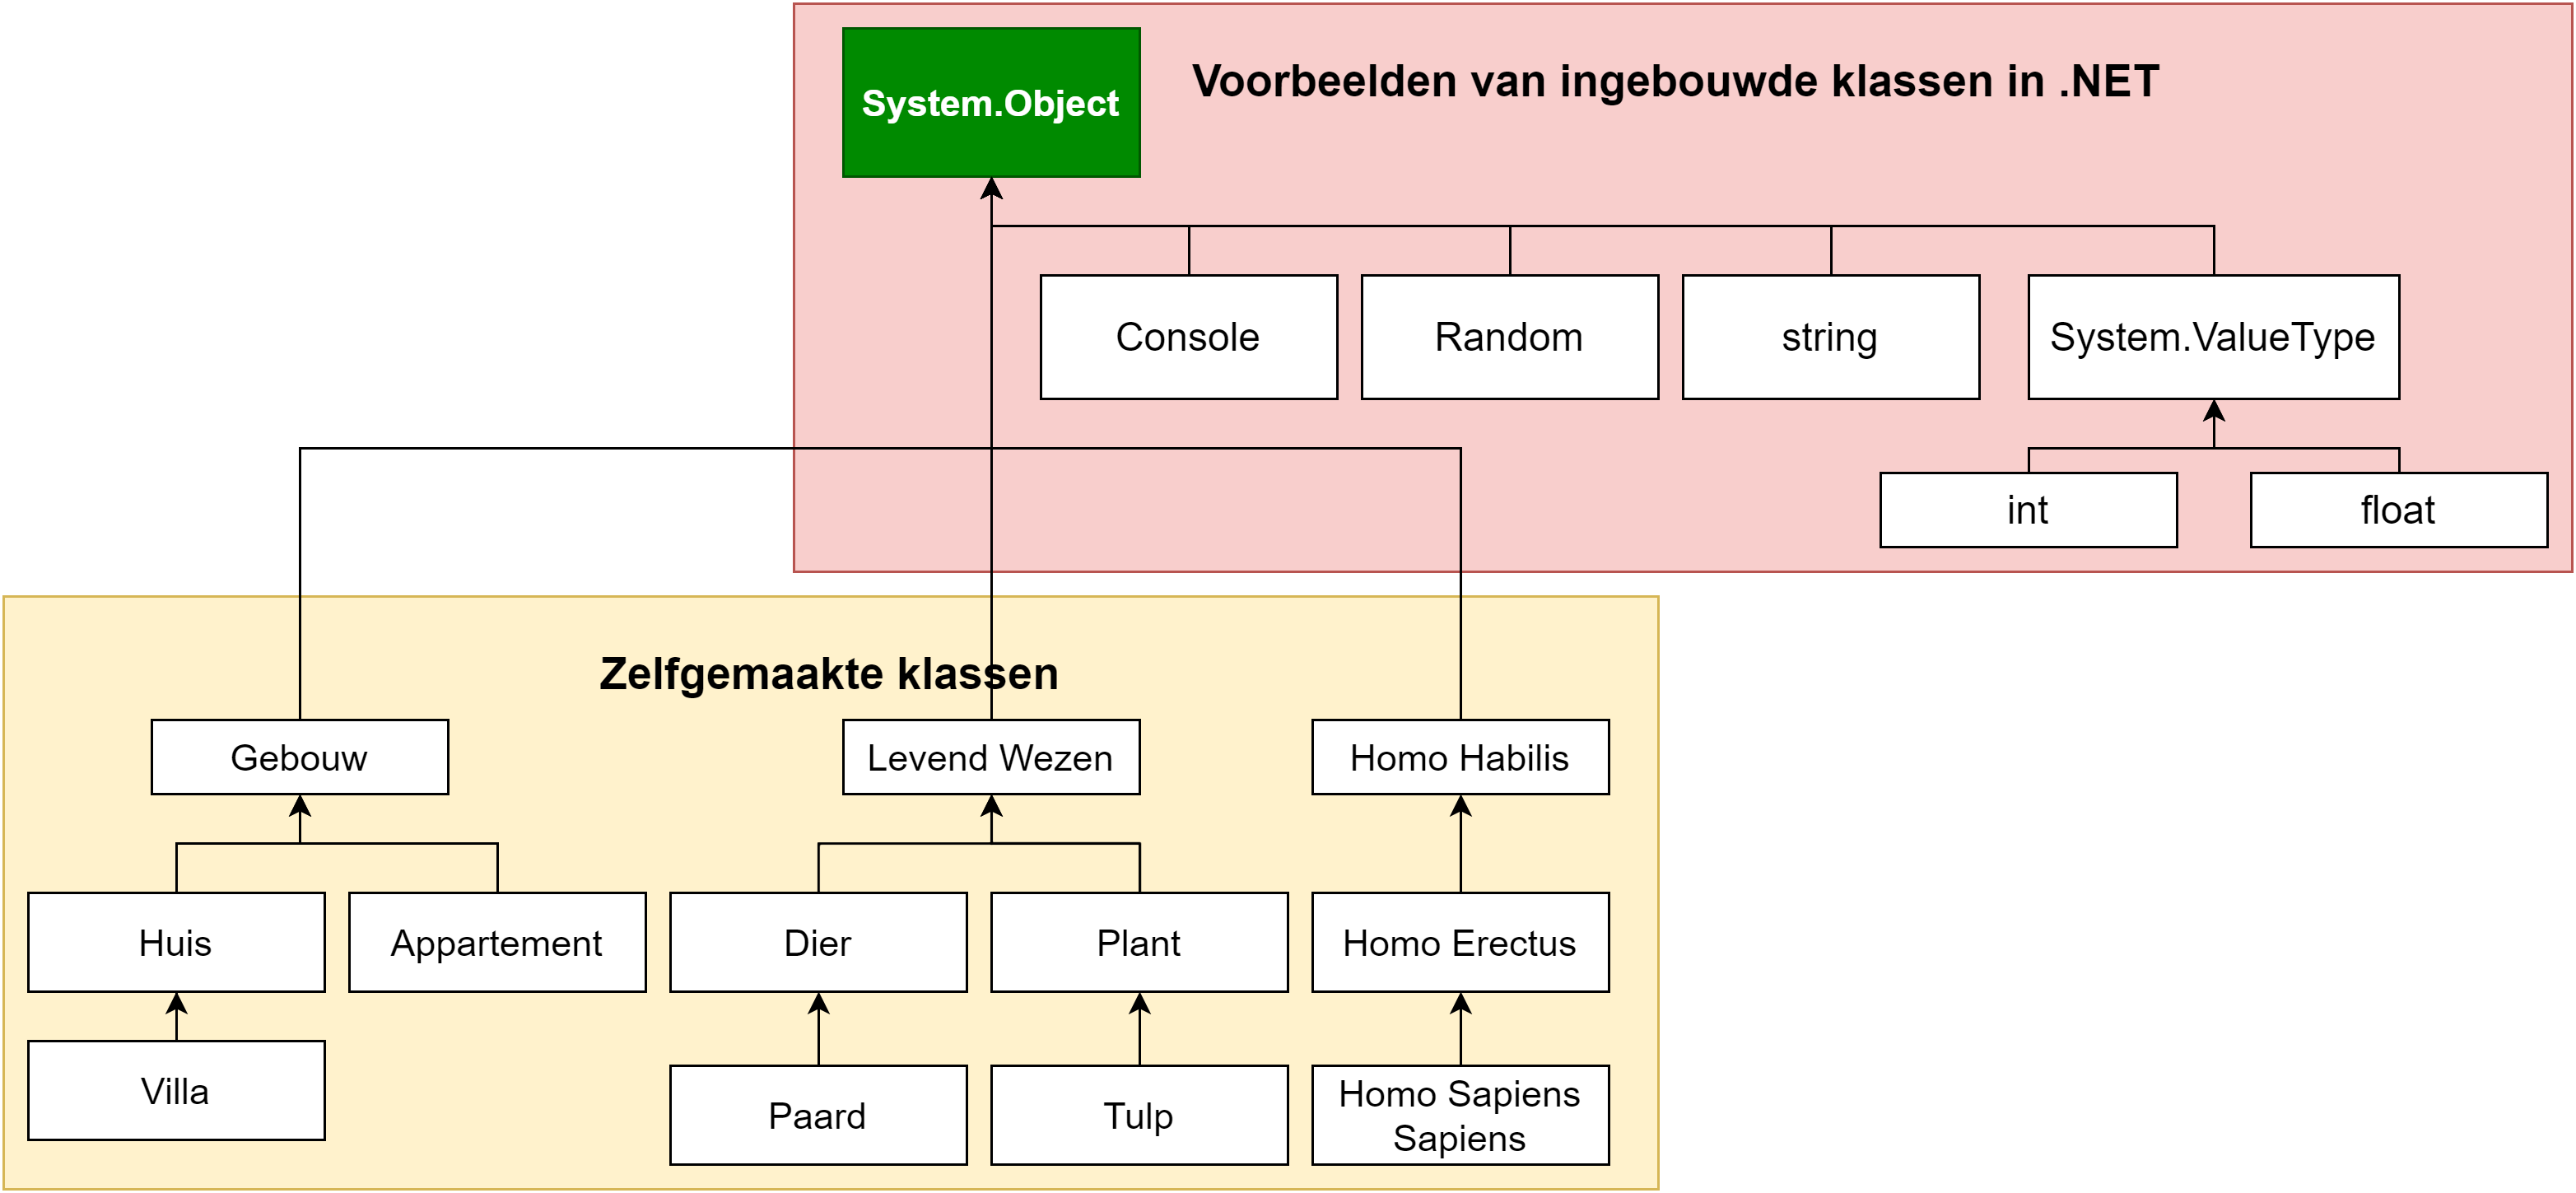 System.Object
Voorbeelden van ingebouwde klassen in .NET
Console
Random
string
System.ValueType
int
float
Zelfgemaakte klassen
Gebouw
Levend Wezen
Homo Habilis
Huis
Appartement
Dier
Plant
Homo Erectus
Villa
Paard
Tulp
Homo Sapiens
Sapiens